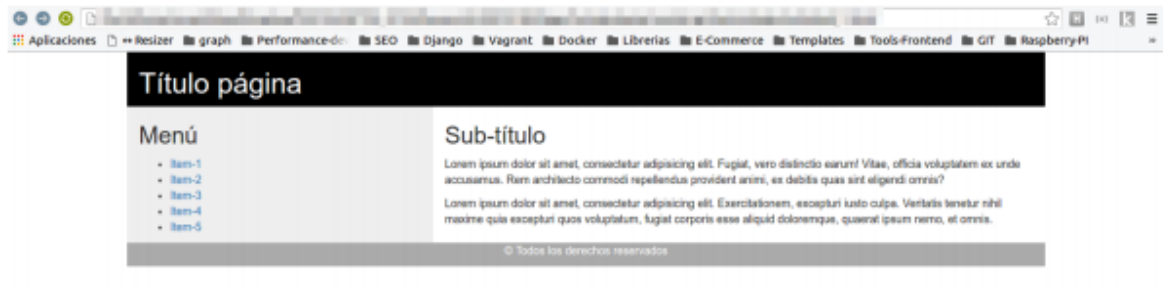 Aplicaciones ↔ Resizer graph Performance-de SEO Django Vagrant Docker Librerias E-Commerce Templates Tools-Frontend GIT Raspberry-PI »
Título página
Menú
Item-1
Item-2
Item-3
Item-4
Item-5
Sub-título
Lorem ipsum dolor sit amet, consectetur adipisicing elit. Fugiat, vero distinctio earum! Vitae, officia voluptatem ex unde
accusamus. Rem architecto commodi repellendus provident animi, ex debitis quas sint eligendi omnis?
Lorem ipsum dolor sit amet, consectetur adipisicing elit. Exercitationem, excepturi iusto culpa. Veritatis tenetur nihil
maxime quia excepturi quos voluptatum, fugiat corporis esse aliquid doloremque, quaerat ipsum nemo, et omnis.
© Todos los derechos reservados